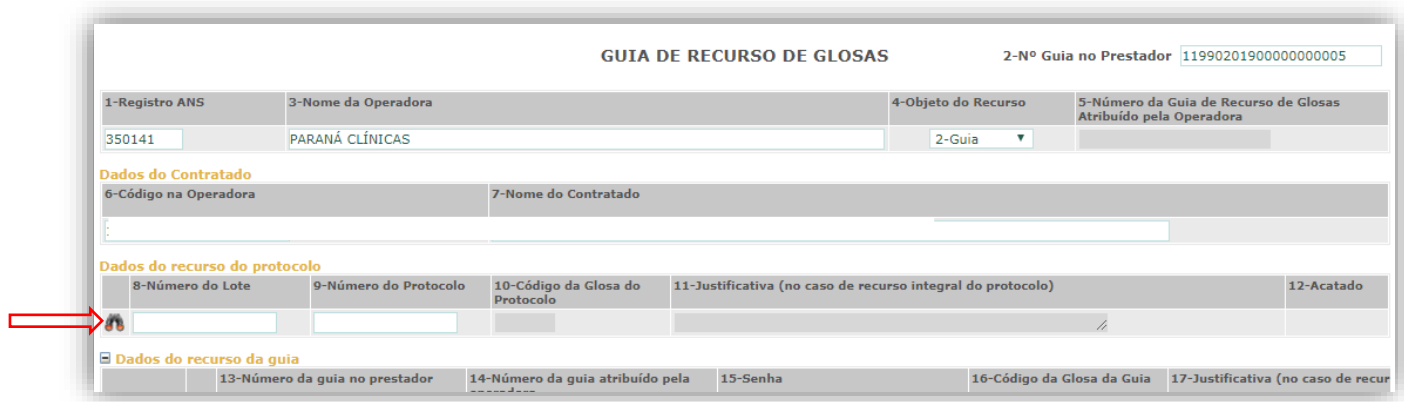 GUIA DE RECURSO DE GLOSAS 2-Nº Guia no Prestador 11990201900000000005
1-Registro ANS 3-Nome da Operadora 4-Objeto do Recurso 5-Número da Guia de Recurso de Glosas
Atribuído pela Operadora
350141 PARANÁ CLÍNICAS 2-Guia
Dados do Contratado
6-Código na Operadora 7-Nome do Contratado
Dados do recurso do protocolo
8-Número do Lote 9-Número do Protocolo 10-Código da Glosa do 11-Justificativa (no caso de recurso integral do protocolo) 12-Acatado
Protocolo
Dados do recurso da guia
13-Número da guia no prestador 14-Número da guia atribuído pela 15-Senha 16-Código da Glosa da Guia 17-Justificativa (no caso de recur